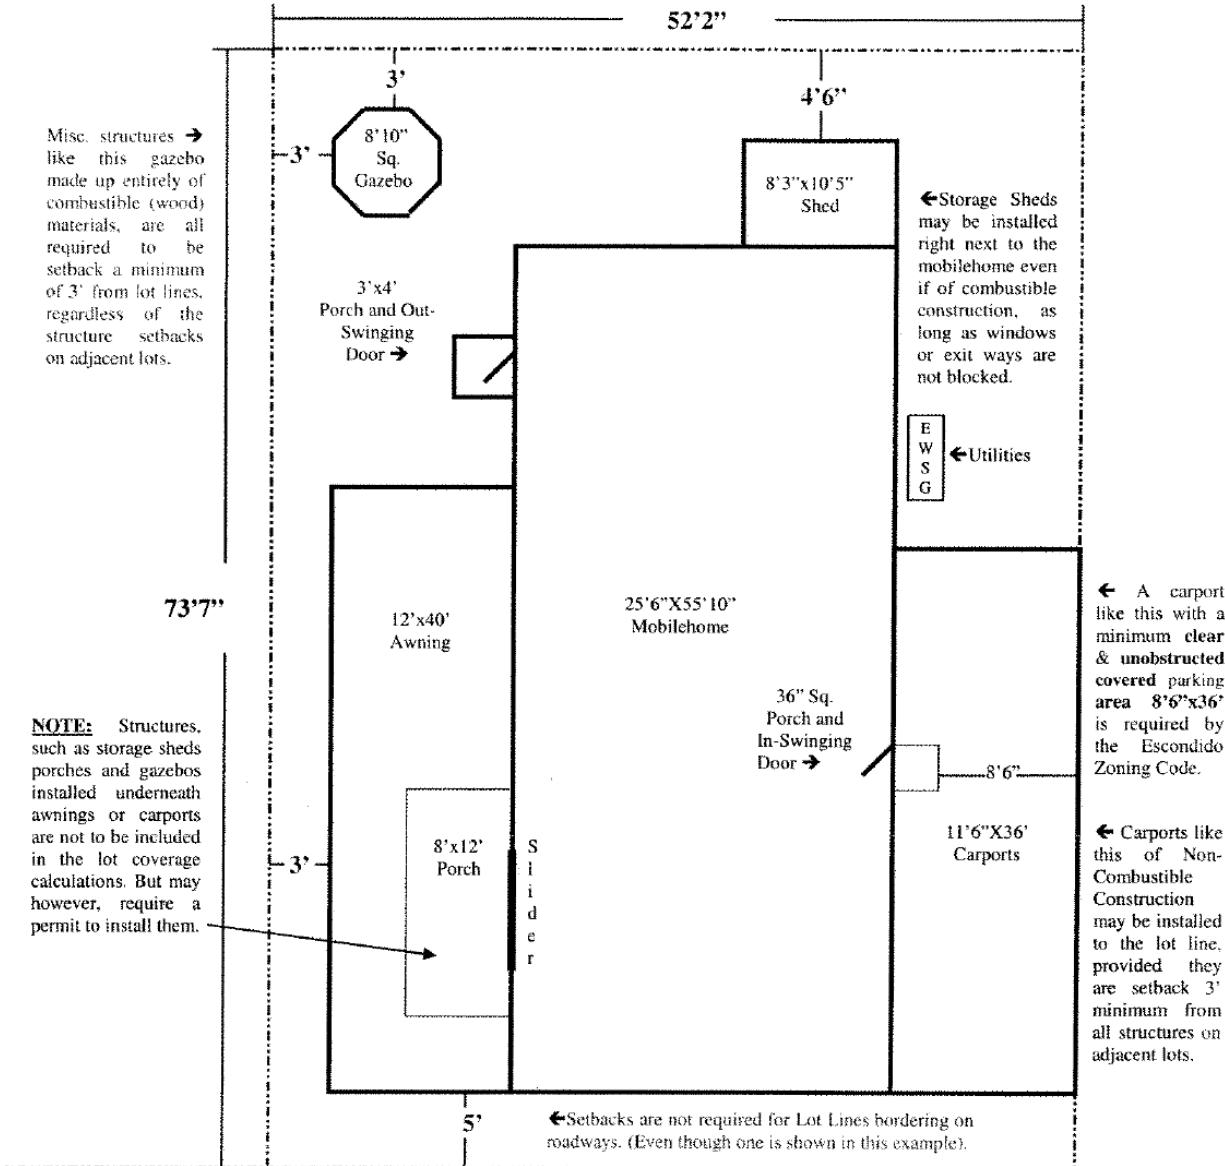 52’2”
3’
4’6”
Misc. structures →
like this gazebo
made up entirely of
combustible (wood)
materials, are all
required to be
setback a minimum
of 3’ from lot lines,
regardless of the
structure setbacks
on adjacent lots.
3’
8’10”
Sq.
Gazebo
8’3”x10’5”
Shed
←Storage Sheds
may be installed
right next to the
mobilehome even
if of combustible
construction, as
long as windows
or exit ways are
not blocked.
3’x4’
Porch and Out-
Swinging
Door →
E
W
S
G
←Utilities
73’7”
12’x40’
Awning
25’6”X55’10”
Mobilehome
← A carport
like this with a
minimum clear
& unobstructed
covered parking
area 8’6”x36’
is required by
the Escondido
Zoning Code.
36” Sq.
Porch and
In-Swinging
Door →
8’6”
NOTE: Structures,
such as storage sheds
porches and gazebos
installed underneath
awnings or carports
are not to be included
in the lot coverage
calculations. But may
however, require a
permit to install them.
3’
8’x12’
Porch
S
l
i
d
e
r
11’6”X36’
Carports
← Carports like
this of Non-
Combustible
Construction
may be installed
to the lot line,
provided they
are setback 3’
minimum from
all structures on
adjacent lots.
5’
←Setbacks are not required for Lot Lines bordering on
roadways. (Even though one is shown in this example).